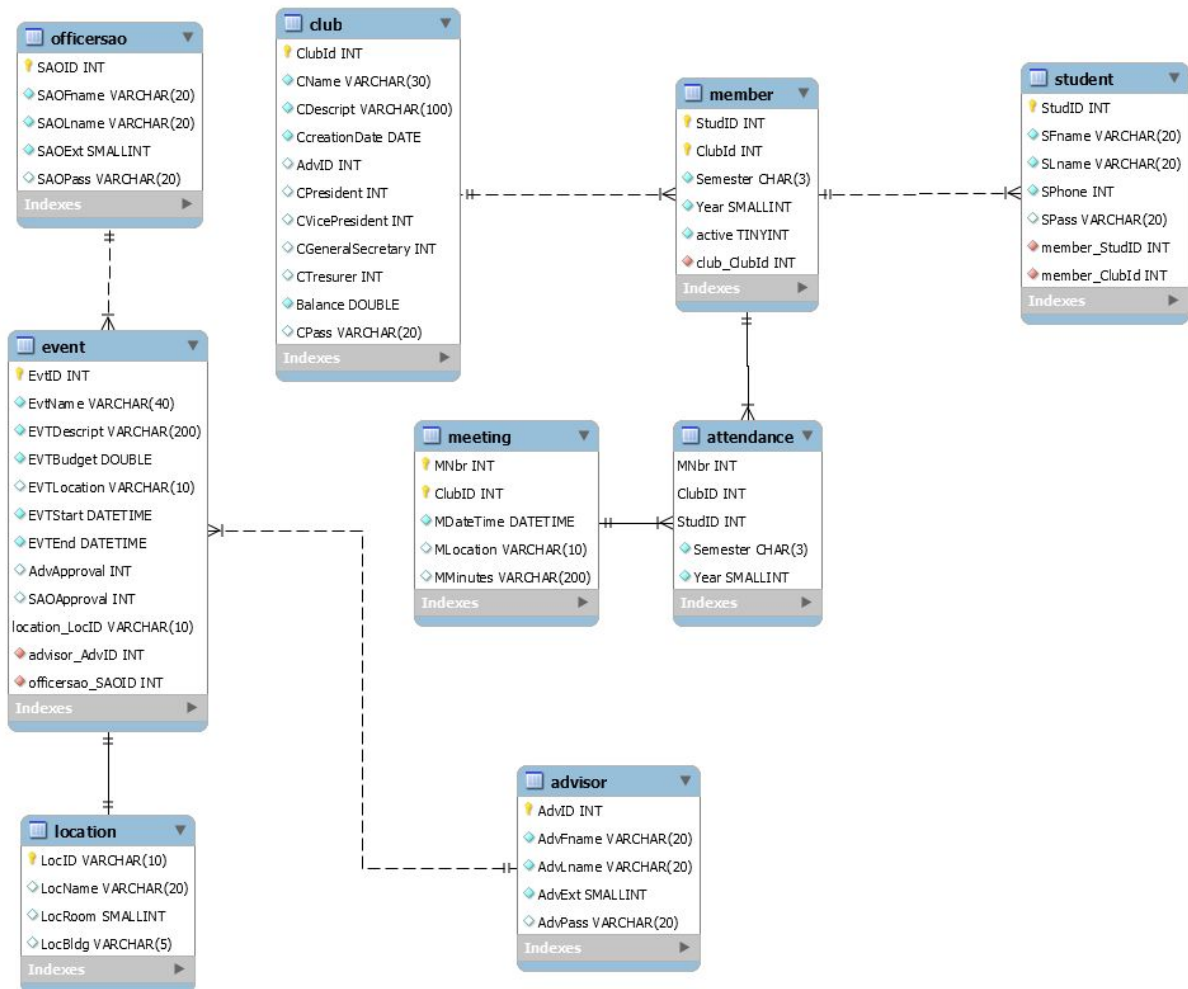 officersao
SAOID INT
SAOFname VARCHAR(20)
SAOLname VARCHAR(20)
SAOExt SMALLINT
SAOPass VARCHAR(20)
Indexes
club
ClubId INT
CName VARCHAR(30)
CDescript VARCHAR(100)
CcreationDate DATE
AdvID INT
CPresident INT
CVicePresident INT
CGeneralSecretary INT
CTresurer INT
Balance DOUBLE
CPass VARCHAR(20)
Indexes
member
StudID INT
ClubId INT
Semester CHAR(3)
Year SMALLINT
active TINYINT
club_ClubId INT
Indexes
student
StudID INT
SFname VARCHAR(20)
SLname VARCHAR(20)
SPhone INT
SPass VARCHAR(20)
member_StudID INT
member_ClubId INT
Indexes
event
EvtID INT
EvtName VARCHAR(40)
EVTDescript VARCHAR(200)
EVTBudget DOUBLE
EVTLocation VARCHAR(10)
EVTStart DATETIME
EVTEnd DATETIME
AdvApproval INT
SAOApproval INT
location_LocID VARCHAR(10)
advisor_AdvID INT
officersao_SAOID INT
Indexes
meeting
MNbr INT
ClubID INT
MDateTime DATETIME
MLocation VARCHAR(10)
MMinutes VARCHAR(200)
Indexes
attendance
MNbr INT
ClubID INT
StudID INT
Semester CHAR(3)
Year SMALLINT
Indexes
location
LocID VARCHAR(10)
LocName VARCHAR(20)
LocRoom SMALLINT
LocBldg VARCHAR(5)
Indexes
advisor
AdvID INT
AdvFname VARCHAR(20)
AdvLname VARCHAR(20)
AdvExt SMALLINT
AdvPass VARCHAR(20)
Indexes